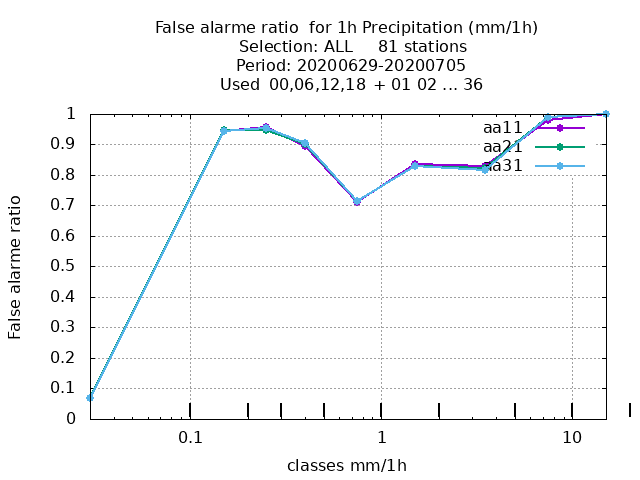 False alarme ratio  for 1h Precipitation (mm/1h)
Selection: ALL     81 stations
Period: 20200629-20200705
Used  00,06,12,18  + 01 02 ... 36
1
0.9
0.8
0.7
0.6
0.5
0.4
0.3
0.2
0.1
0
False alarme ratio
aa11
aa21
aa31
0.1
1
10
classes mm/1h